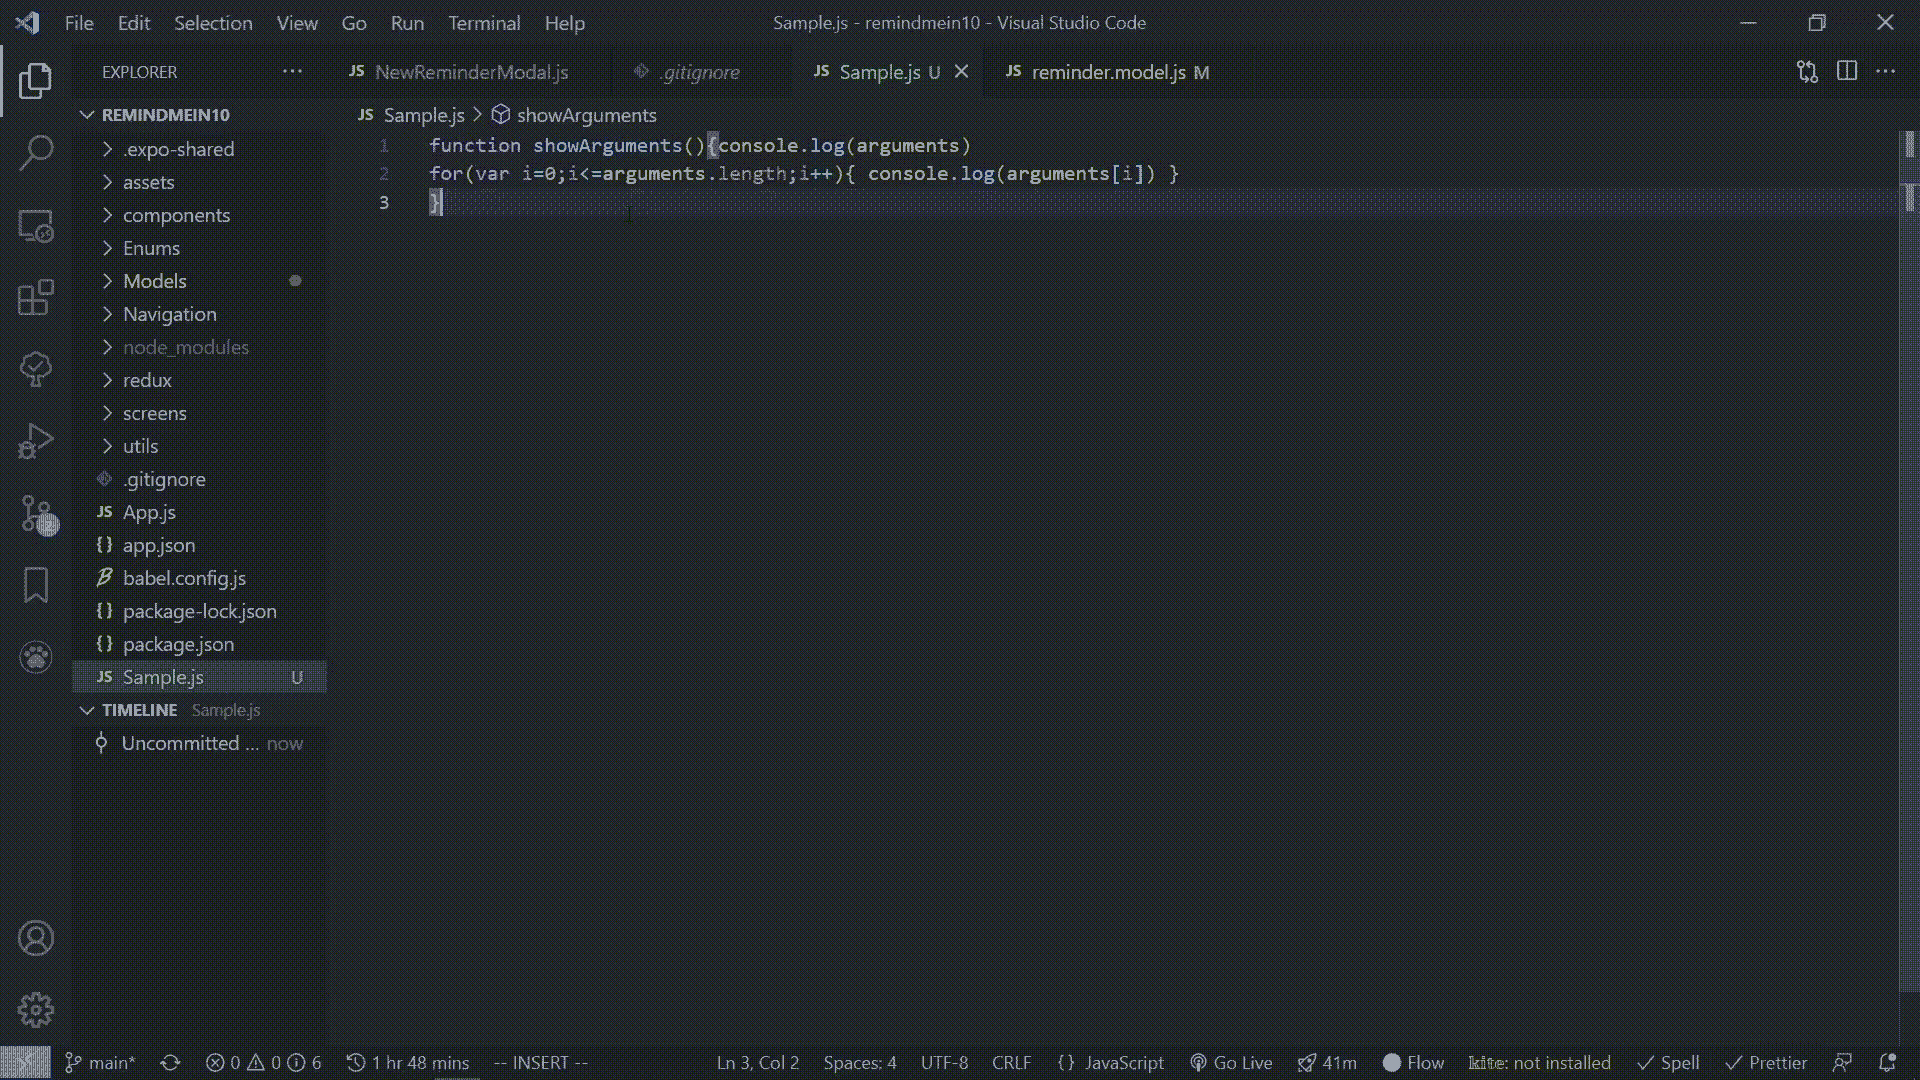 File Edit Selection View Go Run Terminal Help
Sample.js - remindmein10 - Visual Studio Code
EXPLORER
JS NewReminderModal.js
.gitignore
JS Sample.js U
JS reminder.model.js M
REMINDMEIN10
JS Sample.js > showArguments
.expo-shared
assets
components
Enums
Models
Navigation
node_modules
redux
screens
utils
.gitignore
JS App.js
{} app.json
babel.config.js
{} package-lock.json
{} package.json
JS Sample.js U
TIMELINE Sample.js
Uncommitted ... now
1 function showArguments(){console.log(arguments)
2 for(var i=0;i<=arguments.length;i++){ console.log(arguments[i]) }
3 }
main* 0 0 6 1 hr 48 mins -- INSERT -- Ln 3, Col 2 Spaces: 4 UTF-8 CRLF {} JavaScript Go Live 41m Flow kite: not installed Spell Prettier